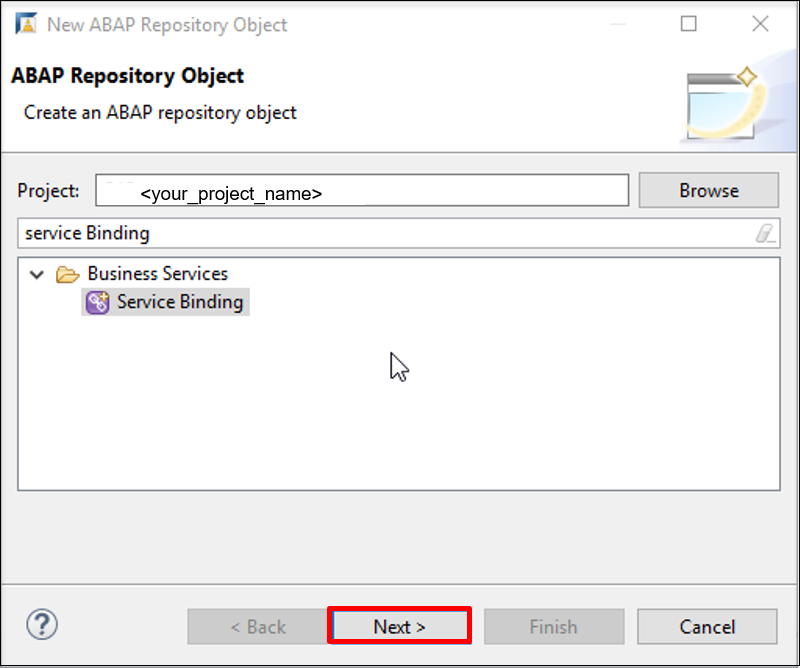 New ABAP Repository Object
ABAP Repository Object
Create an ABAP repository object
Project: <your_project_name> Browse
service Binding
Business Services
Service Binding
? < Back Next > Finish Cancel